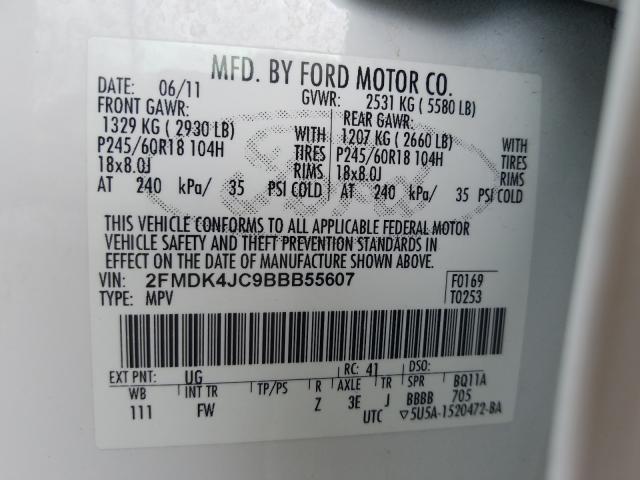 MFD. BY FORD MOTOR CO.
DATE: 06/11 GVWR: 2531 KG ( 5580 LB)
FRONT GAWR: REAR GAWR:
1329 KG ( 2930 LB) WITH 1207 KG ( 2660 LB) WITH
P245/60R18 104H TIRES P245/60R18 104H TIRES
18x8.0J RIMS 18x8.0J RIMS
AT 240 kPa/ 35 PSI COLD AT 240 kPa/ 35 PSI COLD
THIS VEHICLE CONFORMS TO ALL APPLICABLE FEDERAL MOTOR
VEHICLE SAFETY AND THEFT PREVENTION STANDARDS IN
EFFECT ON THE DATE OF MANUFACTURE SHOWN ABOVE.
VIN: 2FMDK4JC9BBB55607 F0169
TYPE: MPV T0253
EXT PNT: UG RC: 41 DSO:
WB INT TR TP/PS R AXLE TR SPR BQ11A
111 FW Z 3E J BBBB 705
UTC ▽5U5A-1520472-BA